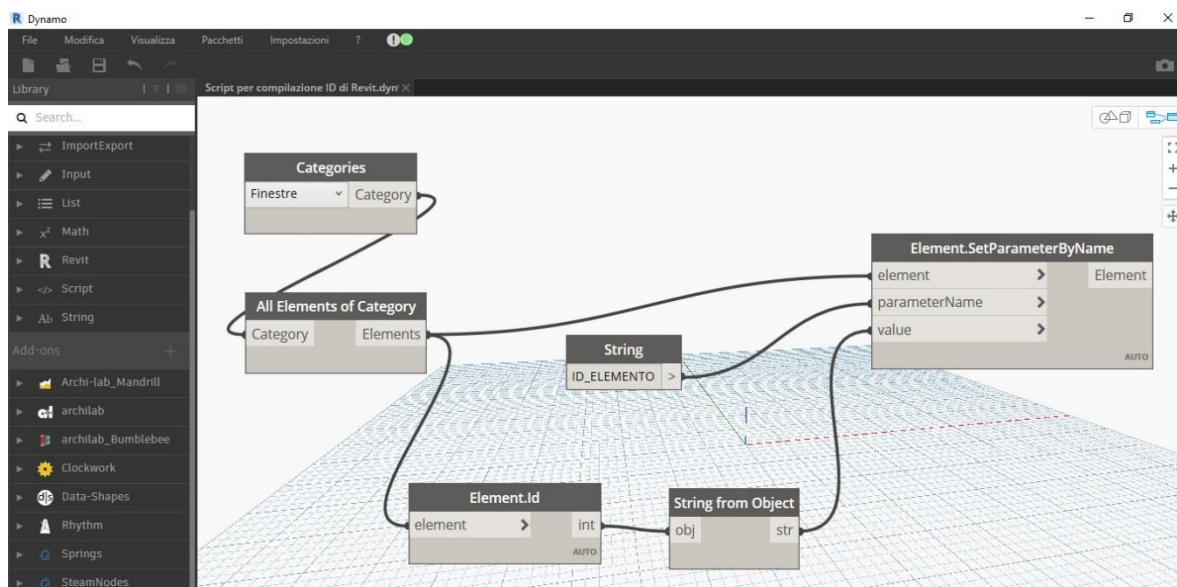 Dynamo
File Modifica Visualizza Pacchetti Impostazioni ?
Library
Script per compilazione ID di Revit.dyn*
Search...
ImportExport
Input
List
Math
Revit
Script
String
Add-ons
Archi-lab_Mandrill
archilab
archilab_Bumblebee
Clockwork
Data-Shapes
Rhythm
Springs
SteamNodes
Categories
Finestre Category
All Elements of Category
Category Elements
String
ID_ELEMENTO >
Element.SetParameterByName
element > Element
parameterName >
value >
AUTO
Element.Id
element > int
AUTO
String from Object
obj str